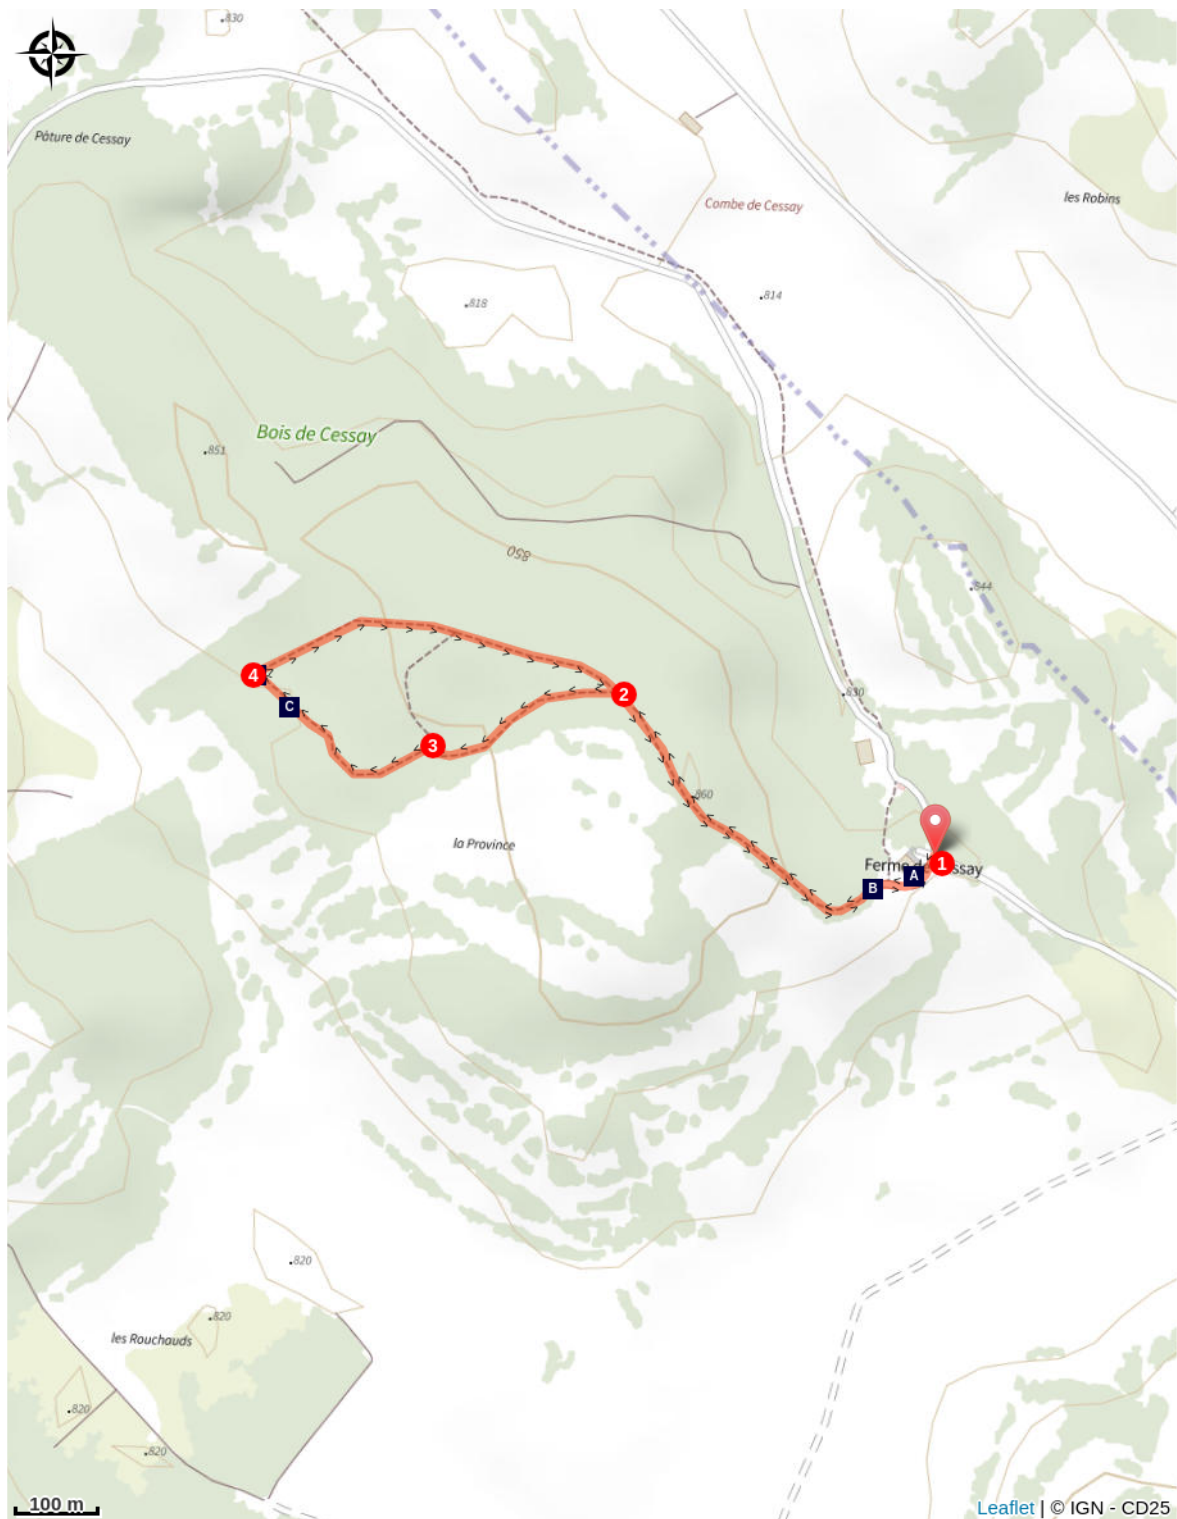 830
Pâture de Cessay
les Robins
Combe de Cessay
814
818
Bois de Cessay
851
850
844
4
2
C
830
3
860
la Province
1
Ferme de Cessay
A
B
820
820
les Rouchauds
820
820
100 m
Leaflet | © IGN - CD25